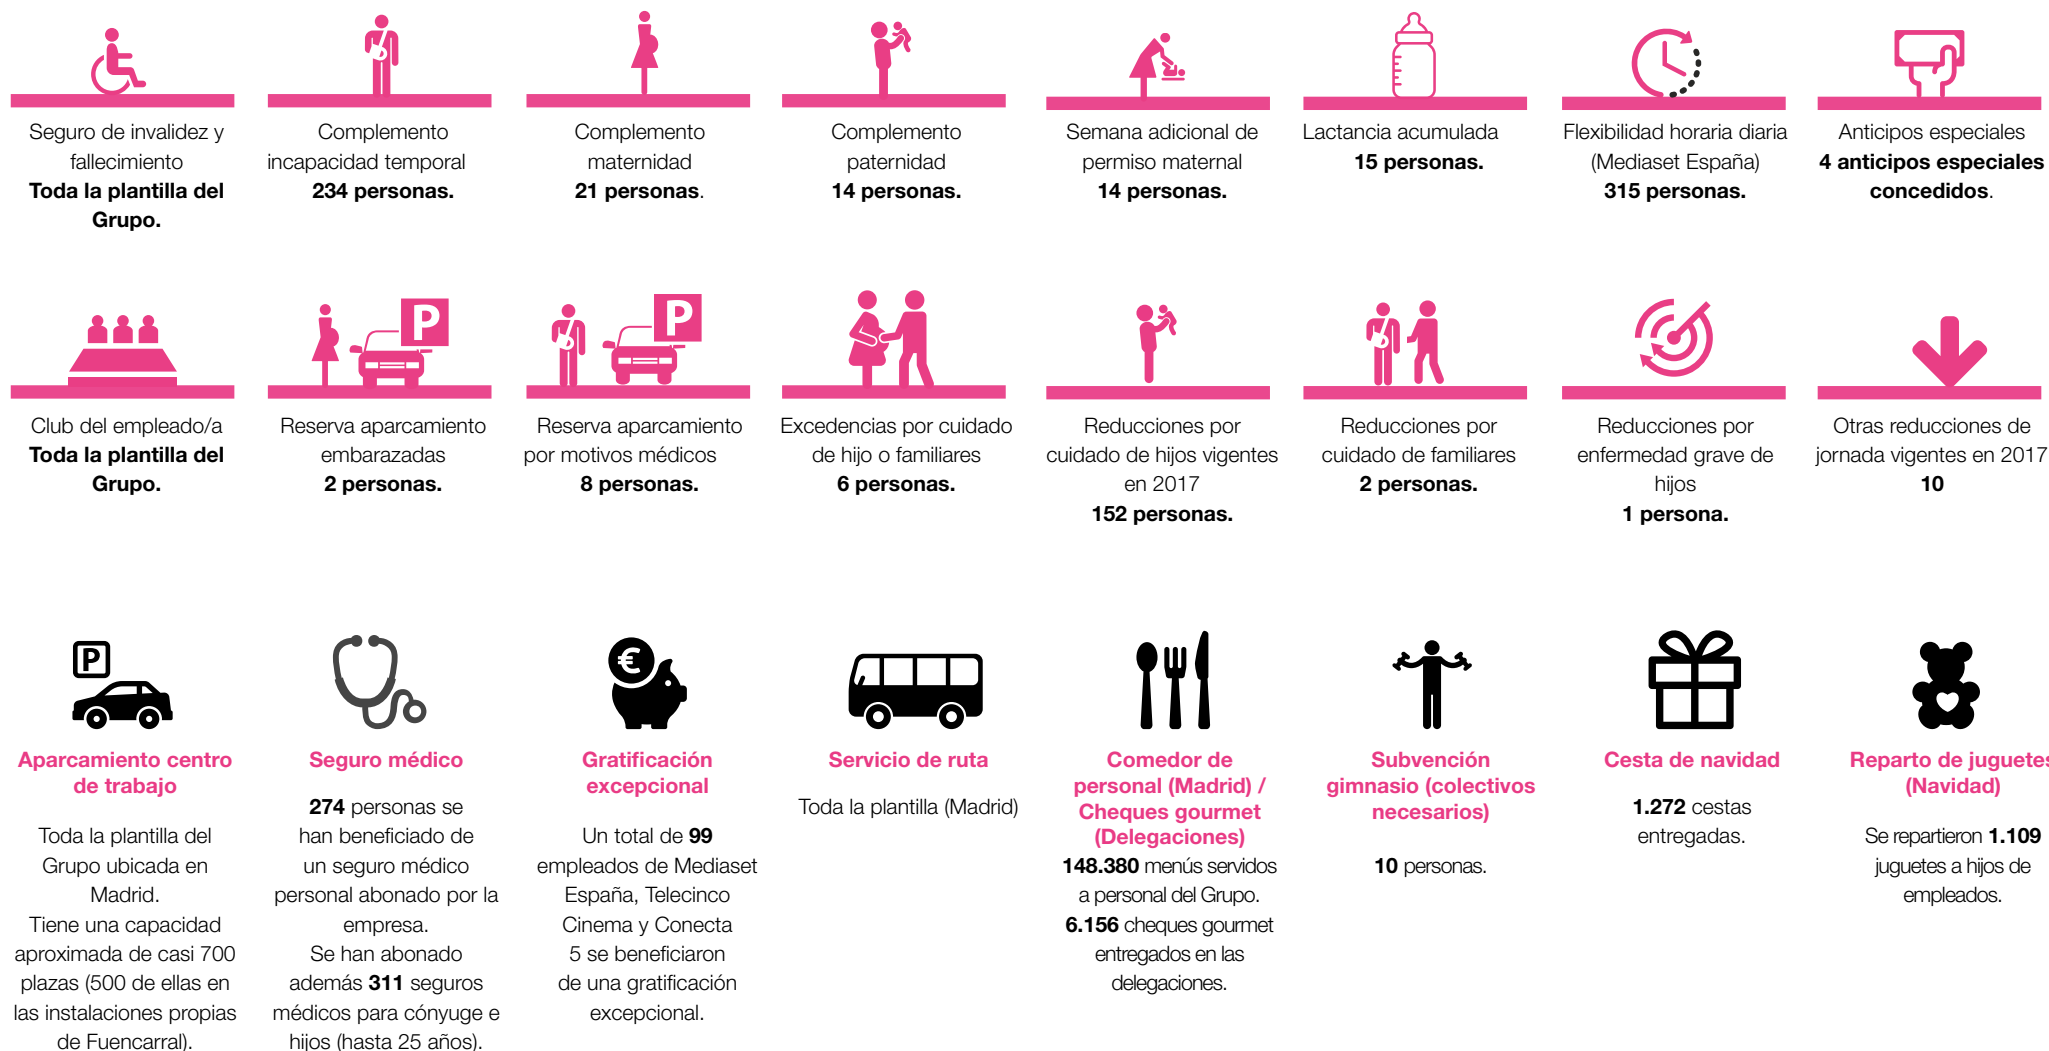 Seguro de invalidez y
fallecimiento
Toda la plantilla del
Grupo.
Complemento
incapacidad temporal
234 personas.
Complemento
maternidad
21 personas.
Complemento
paternidad
14 personas.
Semana adicional de
permiso maternal
14 personas.
Lactancia acumulada
15 personas.
Flexibilidad horaria diaria
(Mediaset España)
315 personas.
Anticipos especiales
4 anticipos especiales
concedidos.
Club del empleado/a
Toda la plantilla del
Grupo.
P
Reserva aparcamiento
embarazadas
2 personas.
P
Reserva aparcamiento
por motivos médicos
8 personas.
Excedencias por cuidado
de hijo o familiares
6 personas.
Reducciones por
cuidado de hijos vigentes
en 2017
152 personas.
Reducciones por
cuidado de familiares
2 personas.
Reducciones por
enfermedad grave de
hijos
1 persona.
Otras reducciones de
jornada vigentes en 2017
10
P
Aparcamiento centro
de trabajo
Toda la plantilla del
Grupo ubicada en
Madrid.
Tiene una capacidad
aproximada de casi 700
plazas (500 de ellas en
las instalaciones propias
de Fuencarral).
Seguro médico
274 personas se
han beneficiado de
un seguro médico
personal abonado por la
empresa.
Se han abonado
además 311 seguros
médicos para cónyuge e
hijos (hasta 25 años).
€
Gratificación
excepcional
Un total de 99
empleados de Mediaset
España, Telecinco
Cinema y Conecta
5 se beneficiaron
de una gratificación
excepcional.
Servicio de ruta
Toda la plantilla (Madrid)
Comedor de
personal (Madrid) /
Cheques gourmet
(Delegaciones)
148.380 menús servidos
a personal del Grupo.
6.156 cheques gourmet
entregados en las
delegaciones.
Subvención
gimnasio (colectivos
necesarios)
10 personas.
Cesta de navidad
1.272 cestas
entregadas.
Reparto de juguetes
(Navidad)
Se repartieron 1.109
juguetes a hijos de
empleados.